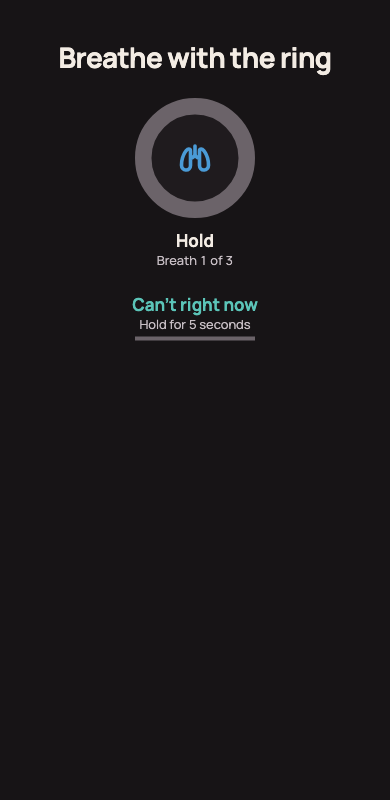 Breathe with the ring
Hold
Breath 1 of 3
Can't right now
Hold for 5 seconds